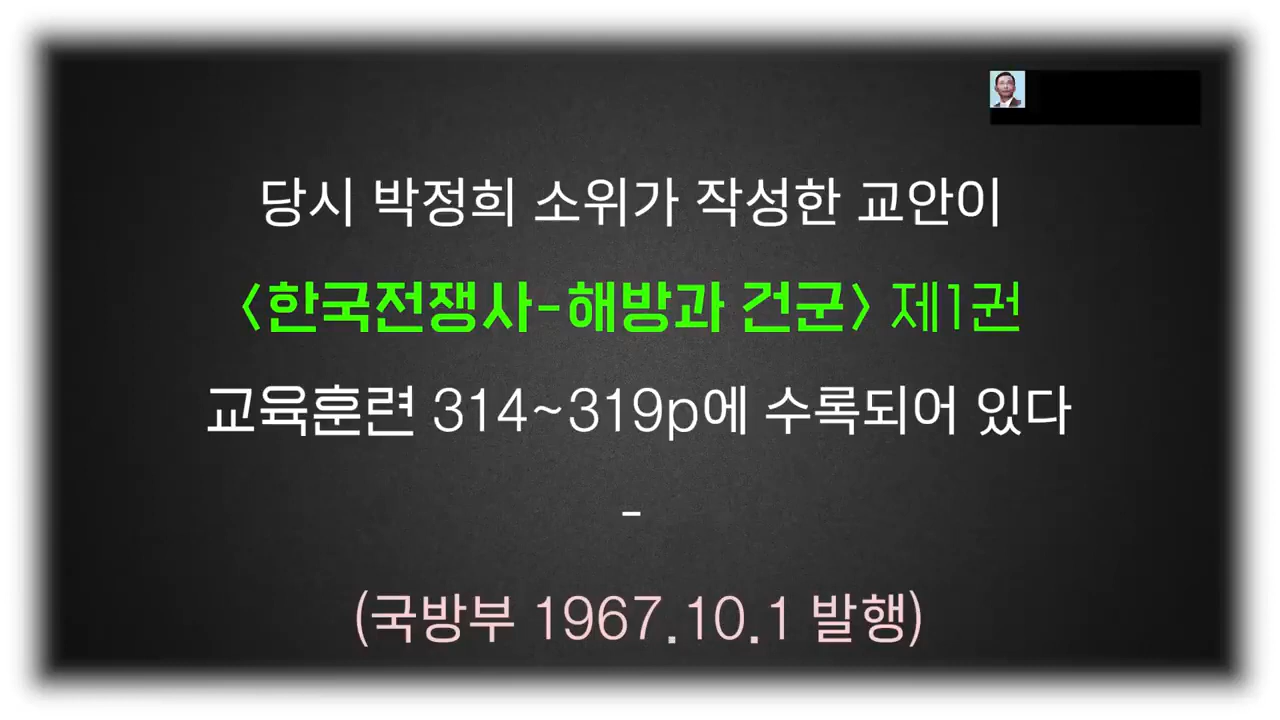 당시 박정희 소위가 작성한 교안이
<한국전쟁사-해방과 건군> 제1권
교육훈련 314~319p에 수록되어 있다
-
(국방부 1967.10.1 발행)